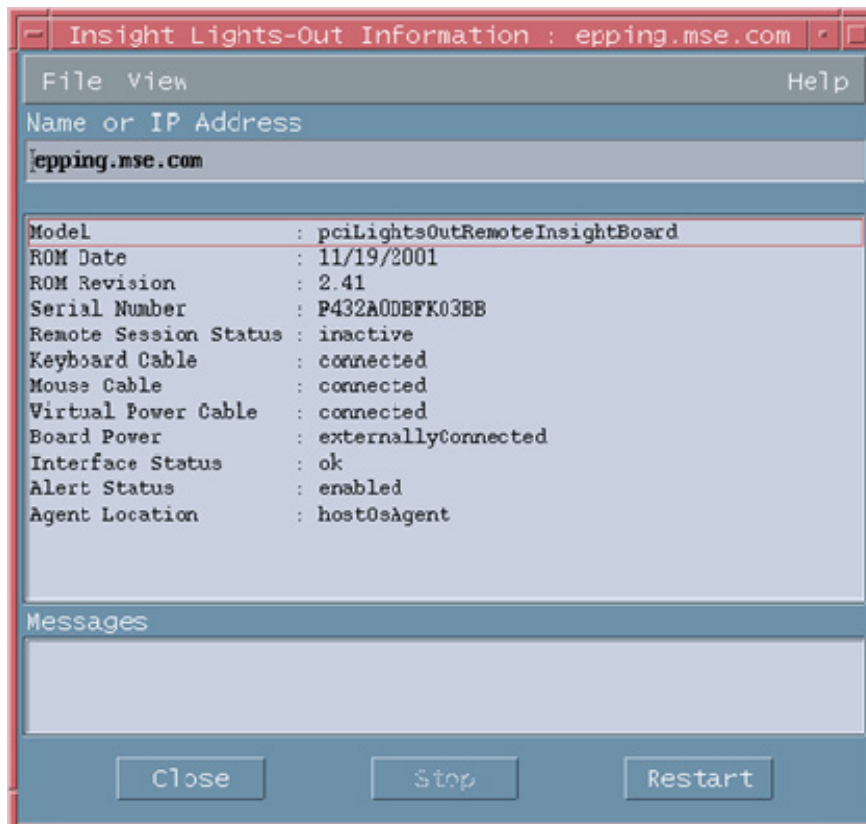 Insight Lights-Out Information : epping.mse.com
File View Help
Name or IP Address
epping.mse.com
Model : pciLightsOutRemoteInsightBoard
ROM Date : 11/19/2001
ROM Revision : 2.41
Serial Number : P432A0DBFK03BB
Remote Session Status : inactive
Keyboard Cable : connected
Mouse Cable : connected
Virtual Power Cable : connected
Board Power : externallyConnected
Interface Status : ok
Alert Status : enabled
Agent Location : hostOsAgent
Messages
Close Stop Restart